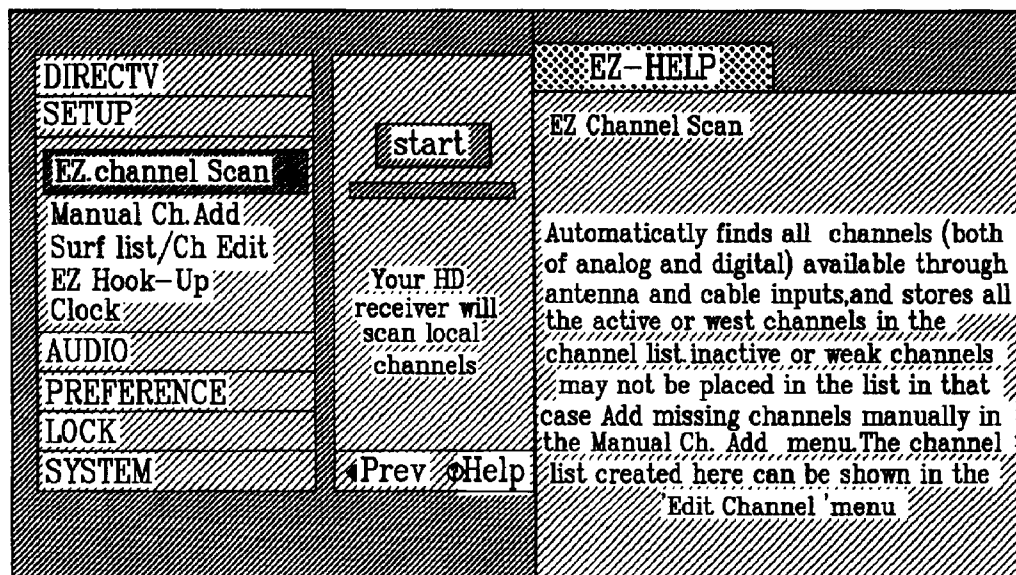 DIRECTV
SETUP
EZ.channel Scan
Manual Ch.Add
Surf list/Ch Edit
EZ Hook-Up
Clock
AUDIO
PREFERENCE
LOCK
SYSTEM
start
Your HD
receiver will
scan local
channels
Prev Help
EZ-HELP
EZ Channel Scan
Automatically finds all channels (both
of analog and digital) available through
antenna and cable inputs,and stores all
the active or west channels in the
channel list.inactive or weak channels
may not be placed in the list in that
case Add missing channels manually in
the Manual Ch. Add menu.The channel
list created here can be shown in the
'Edit Channel 'menu